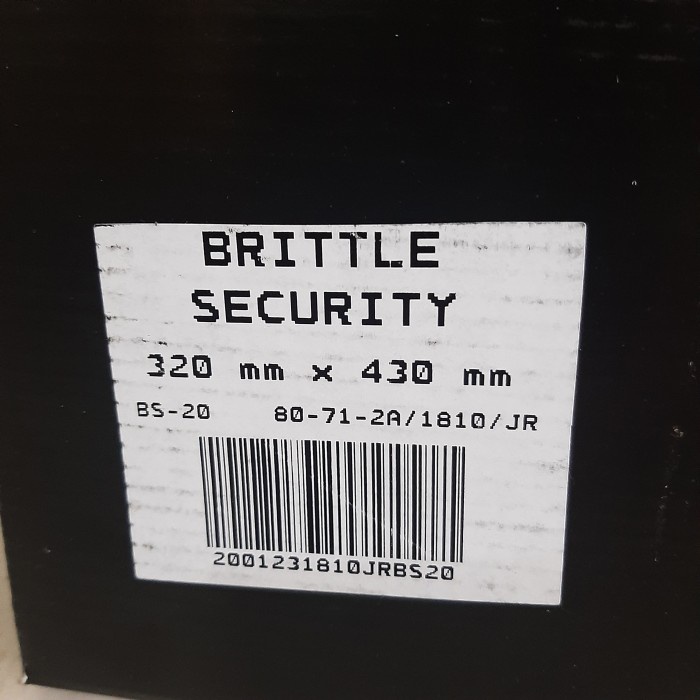 BRITTLE
SECURITY
320 mm x 430 mm
BS-20 80-71-2A/1810/JR
2001231810JRBS20